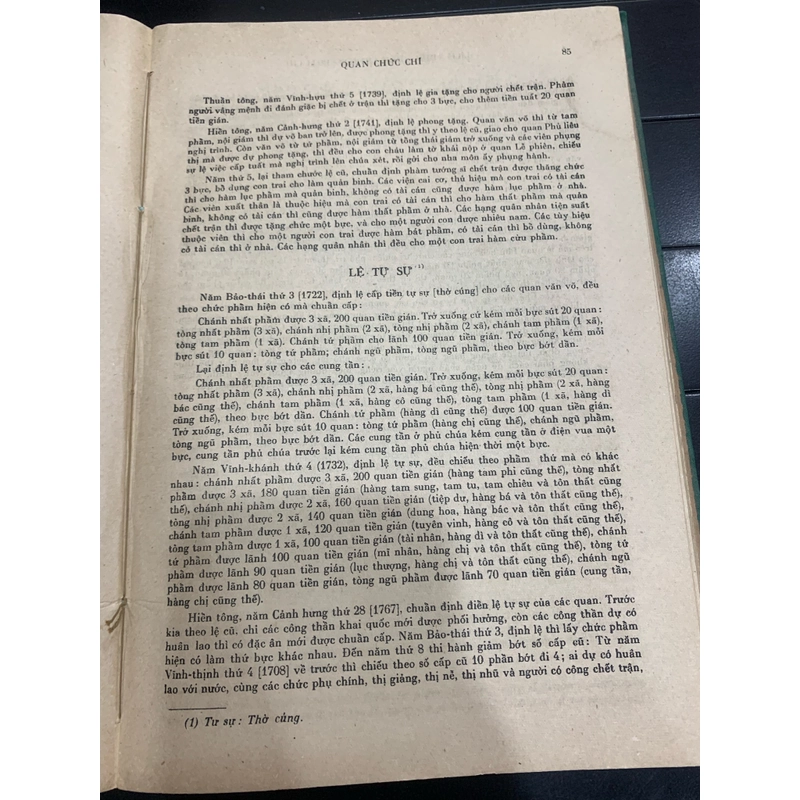 85
QUAN CHỨC CHÍ
Thuần tông, năm Vĩnh-hựu thứ 5 [1739], định lệ gia tặng cho người chết trận. Phàm
người vâng mệnh đi đánh giặc bị chết ở trận thì tặng cho 3 bực, cho thêm tiền tuất 20 quan
tiền gián.
Hiển tông, năm Cảnh-hưng thứ 2 [1741], định lệ phong tặng. Quan văn võ thì từ tam
phẩm, nội giám thì dự võ ban trở lên, được phong tặng thì y theo lệ cũ, giao cho quan Phủ liêu
nghị trình. Còn văn võ từ tứ phẩm, nội giám từ tổng thái giám trở xuống và các viên phụng
thị mà được dự phong tặng, thì đều cho con cháu làm tờ khải nộp ở quan Lễ phiên, chiếu
sự lệ việc cấp tuất mà nghị trình lên chúa xét, rồi gởi cho nha môn ấy phụng hành.
Năm thứ 5, lại tham chước lệ cũ, chuẩn định phàm tướng sĩ chết trận được thăng chức
3 bực, bổ dụng con trai cho làm quản binh. Các viên cai cơ, thủ hiệu mà con trai có tài cán
thì cho hàm lục phẩm mà quản binh, không có tài cán cũng được hàm lục phẩm ở nhà.
Các viên xuất thân là thuộc hiệu mà con trai có tài cán thì cho hàm thất phẩm mà quản
binh, không có tài cán thì cũng được hàm thất phẩm ở nhà. Các hạng quân nhân tiện suất
chết trận thì được tặng chức một bực, và cho một người con được nhiêu nam. Các tùy hiệu
thuộc viên thì cho một người con trai được hàm bát phẩm, có tài cán thì bổ dùng, không
có tài cán thì ở nhà. Các hạng quân nhân thì đều cho một con trai hàm cửu phẩm.
LỆ TỰ SỰ (1)
Năm Bảo-thái thứ 3 [1722], định lệ cấp tiền tự sự [thờ cúng] cho các quan văn võ, đều
theo chức phẩm hiện có mà chuẩn cấp:
Chánh nhất phẩm được 3 xã, 200 quan tiền gián. Trở xuống cứ kém mỗi bực sút 20 quan:
tòng nhất phẩm (3 xã), chánh nhị phẩm (2 xã), tòng nhị phẩm (2 xã), chánh tam phẩm (1 xã),
tòng tam phẩm (1 xã). Chánh tứ phẩm cho lãnh 100 quan tiền gián. Trở xuống, kém mỗi
bực sút 10 quan: tòng tứ phẩm; chánh ngũ phẩm, tòng ngũ phẩm, theo bực bớt dần.
Lại định lệ tự sự cho các cung tần:
Chánh nhất phẩm được 3 xã, 200 quan tiền gián. Trở xuống, kém mỗi bực sút 20 quan:
tòng nhất phẩm (3 xã), chánh nhị phẩm (2 xã, hàng bá cũng thế), tòng nhị phẩm (2 xã, hàng
bác cũng thế), chánh tam phẩm (1 xã, hàng cô cũng thế), tòng tam phẩm (1 xã, hàng dì
cũng thế), theo bực bớt dần. Chánh tứ phẩm (hàng dì cũng thế) được 100 quan tiền gián.
Trở xuống, kém mỗi bực sút 10 quan: tòng tứ phẩm (hàng chị cũng thế), chánh ngũ phẩm,
tòng ngũ phẩm, theo bực bớt dần. Các cung tần ở phủ chúa kém cung tần ở điện vua một
bực, cung tần phủ chúa trước lại kém cung tần phủ chúa hiện thời một bực.
Năm Vĩnh-khánh thứ 4 (1732), định lệ tự sự, đều chiếu theo phẩm thứ mà có khác
nhau: chánh nhất phẩm được 3 xã, 200 quan tiền gián (hàng tam phi cũng thế), tòng nhất
phẩm được 3 xã, 180 quan tiền gián (hàng tam sung, tam tu, tam chiêu và tôn thất cũng
thế), chánh nhị phẩm được 2 xã, 160 quan tiền gián (tiệp dư, hàng bá và tôn thất cũng thế),
tòng nhị phẩm được 2 xã, 140 quan tiền gián (dung hoa, hàng bác và tôn thất cũng thế),
chánh tam phẩm được 1 xã, 120 quan tiền gián (tuyên vinh, hàng cô và tôn thất cũng thế),
tòng tam phẩm được 1 xã, 100 quan tiền gián (tài nhân, hàng dì và tôn thất cũng thế), chánh
tứ phẩm được lãnh 100 quan tiền gián (mĩ nhân, hàng chị và tôn thất cũng thế), tòng tứ
phẩm được lãnh 90 quan tiền gián (lục thượng, hàng chị và tôn thất cũng thế), chánh ngũ
phẩm được lãnh 80 quan tiền gián, tòng ngũ phẩm được lãnh 70 quan tiền gián (cung tần,
hàng chị cũng thế).
Hiển tông, năm Cảnh hưng thứ 28 [1767], chuẩn định điển lệ tự sự của các quan. Trước
kia theo lệ cũ, chỉ các công thần khai quốc mới được phối hưởng, còn các công thần dự có
huân lao thì có đặc ân mới được chuẩn cấp. Năm Bảo-thái thứ 3, định lệ thì lấy chức phẩm
hiện có làm thứ bực khác nhau. Đến năm thứ 8 thi hành giảm bớt số cấp cũ: Từ năm
Vĩnh-thịnh thứ 4 [1708] về trước thì chiếu theo số cấp cũ 10 phần bớt đi 4; ai dự có huân
lao với nước, cùng các chức phụ chính, thị giảng, thị nễ, thị nhũ và người có công chết trận,
(1) Tư sự: Thờ cúng.